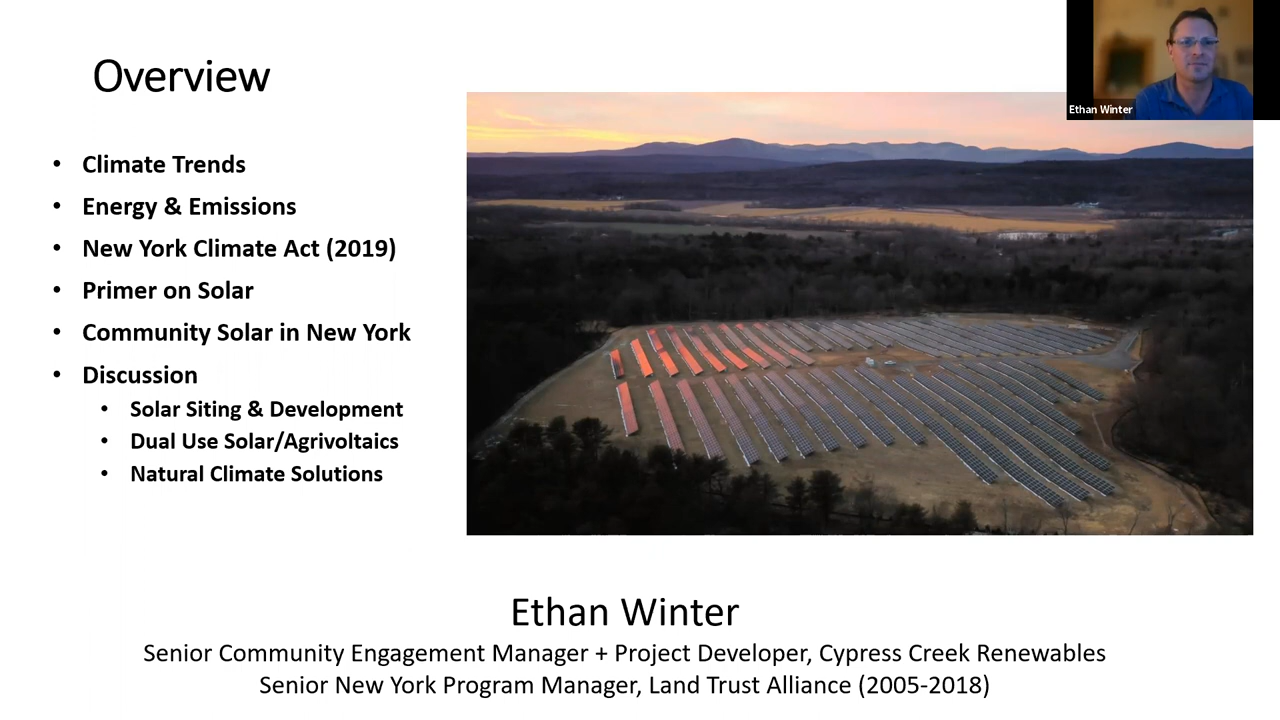 Overview
Ethan Winter
• Climate Trends
• Energy & Emissions
• New York Climate Act (2019)
• Primer on Solar
• Community Solar in New York
• Discussion
• Solar Siting & Development
• Dual Use Solar/Agrivoltaics
• Natural Climate Solutions
Ethan Winter
Senior Community Engagement Manager + Project Developer, Cypress Creek Renewables
Senior New York Program Manager, Land Trust Alliance (2005-2018)